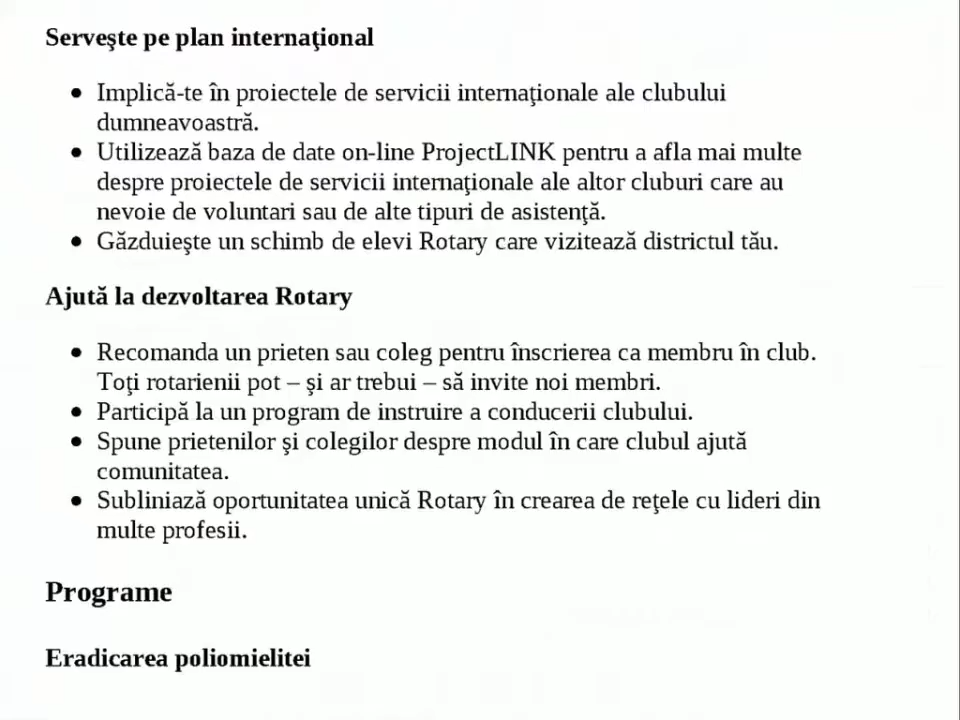 Serveşte pe plan internaţional
• Implică-te în proiectele de servicii internaţionale ale clubului
dumneavoastră.
• Utilizează baza de date on-line ProjectLINK pentru a afla mai multe
despre proiectele de servicii internaţionale ale altor cluburi care au
nevoie de voluntari sau de alte tipuri de asistenţă.
• Găzduieşte un schimb de elevi Rotary care vizitează districtul tău.
Ajută la dezvoltarea Rotary
• Recomanda un prieten sau coleg pentru înscrierea ca membru în club.
Toţi rotarienii pot – şi ar trebui – să invite noi membri.
• Participă la un program de instruire a conducerii clubului.
• Spune prietenilor şi colegilor despre modul în care clubul ajută
comunitatea.
• Subliniază oportunitatea unică Rotary în crearea de reţele cu lideri din
multe profesii.
Programe
Eradicarea poliomielitei